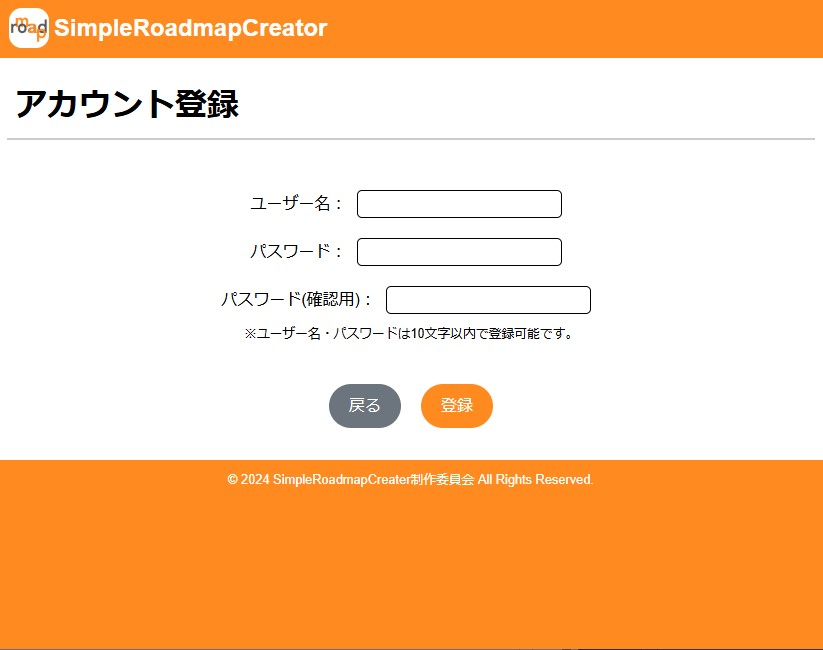 road map SimpleRoadmapCreator
アカウント登録
ユーザー名：
パスワード：
パスワード(確認用)：
※ユーザー名・パスワードは10文字以内で登録可能です。
戻る 登録
© 2024 SimpleRoadmapCreater制作委員会 All Rights Reserved.